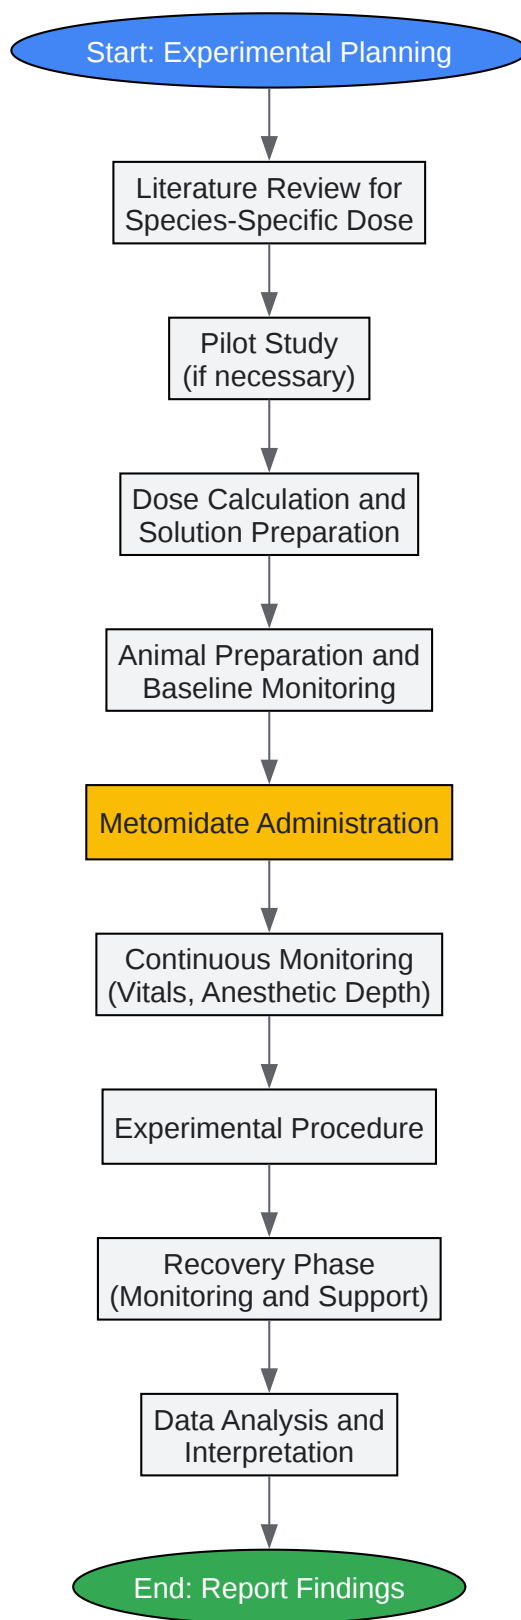 Start: Experimental Planning
Literature Review for
Species-Specific Dose
Pilot Study
(if necessary)
Dose Calculation and
Solution Preparation
Animal Preparation and
Baseline Monitoring
Metomidate Administration
Continuous Monitoring
(Vitals, Anesthetic Depth)
Experimental Procedure
Recovery Phase
(Monitoring and Support)
Data Analysis and
Interpretation
End: Report Findings